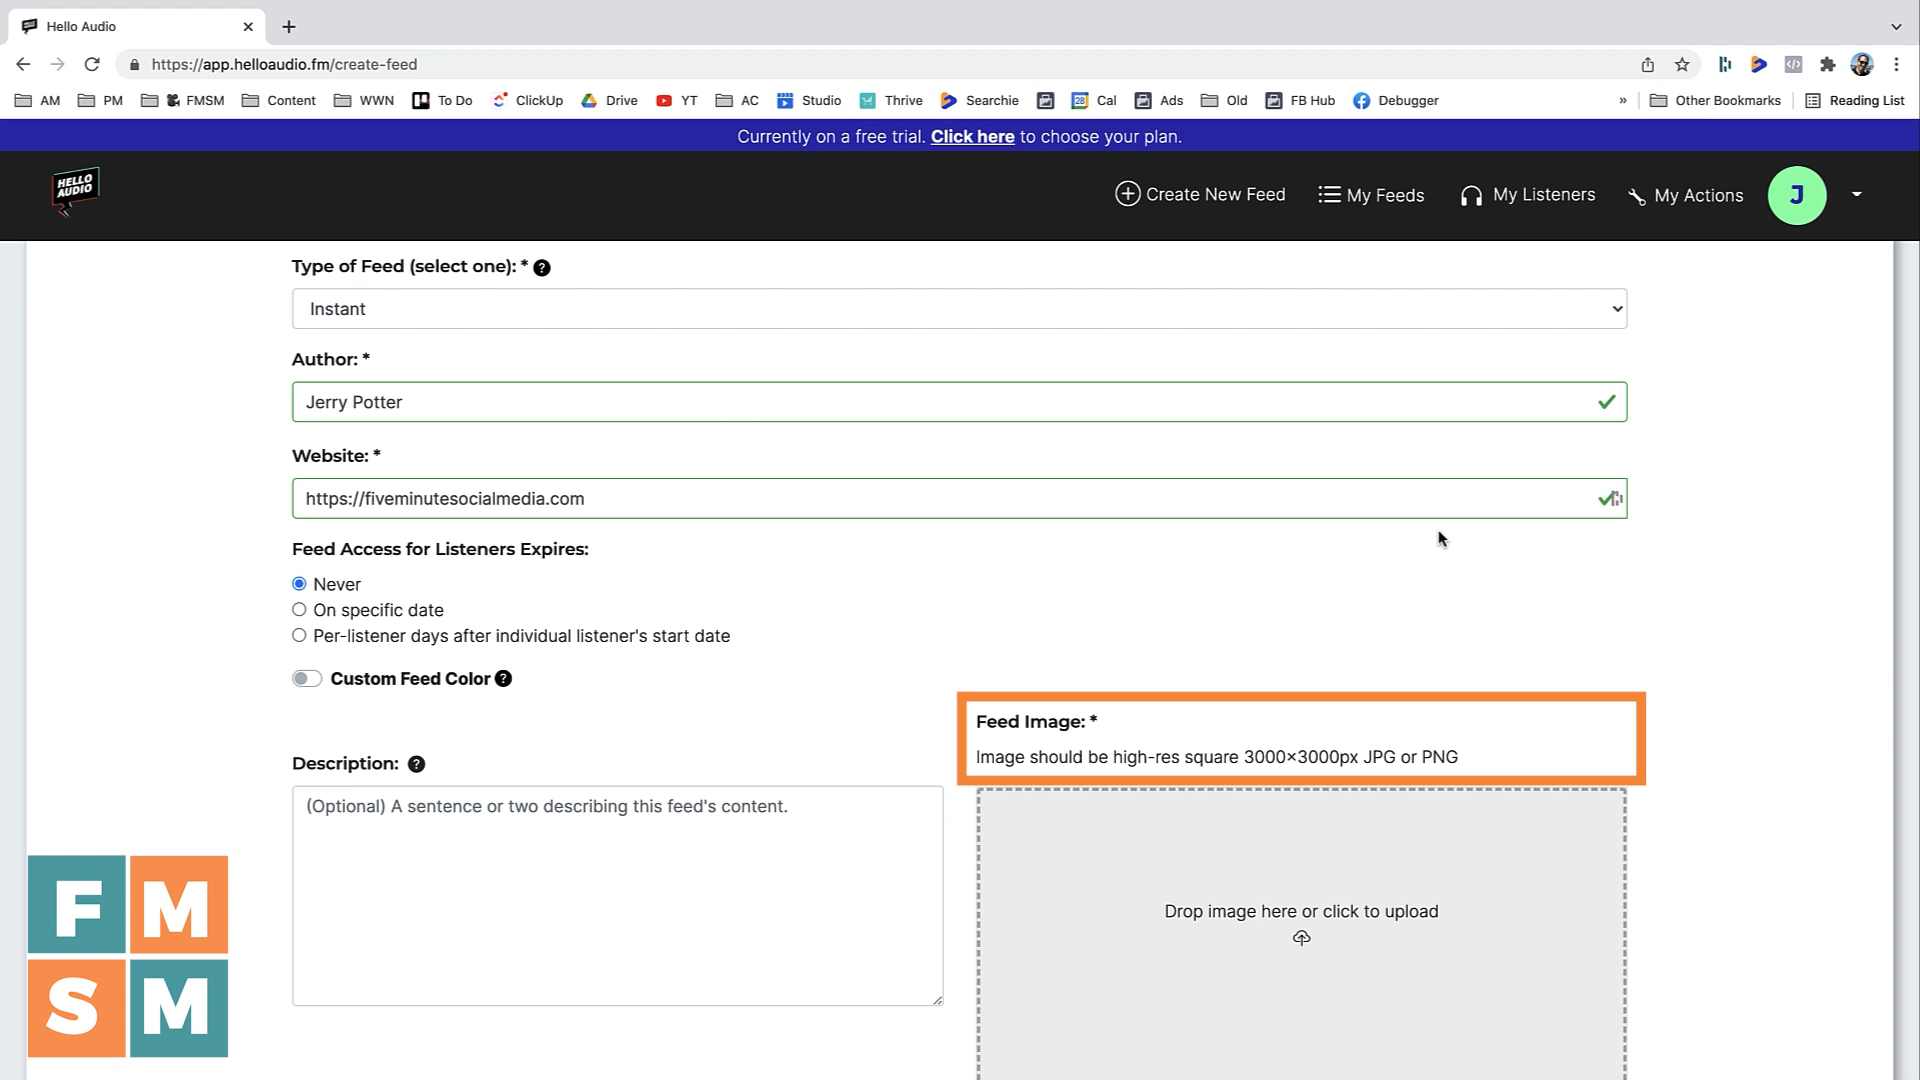 Hello Audio
https://app.helloaudio.fm/create-feed
AM PM FMSM Content WWN To Do ClickUp Drive YT AC Studio Thrive Searchie 28 Cal Ads Old FB Hub Debugger » Other Bookmarks Reading List
Currently on a free trial. Click here to choose your plan.
HELLO
AUDIO
Create New Feed My Feeds My Listeners My Actions J
Type of Feed (select one): * ?
Instant
Author: *
Jerry Potter
Website: *
https://fiveminutesocialmedia.com
Feed Access for Listeners Expires:
Never
On specific date
Per-listener days after individual listener's start date
Custom Feed Color ?
Feed Image: *
Image should be high-res square 3000×3000px JPG or PNG
Description: ?
(Optional) A sentence or two describing this feed's content.
Drop image here or click to upload
F M
S M